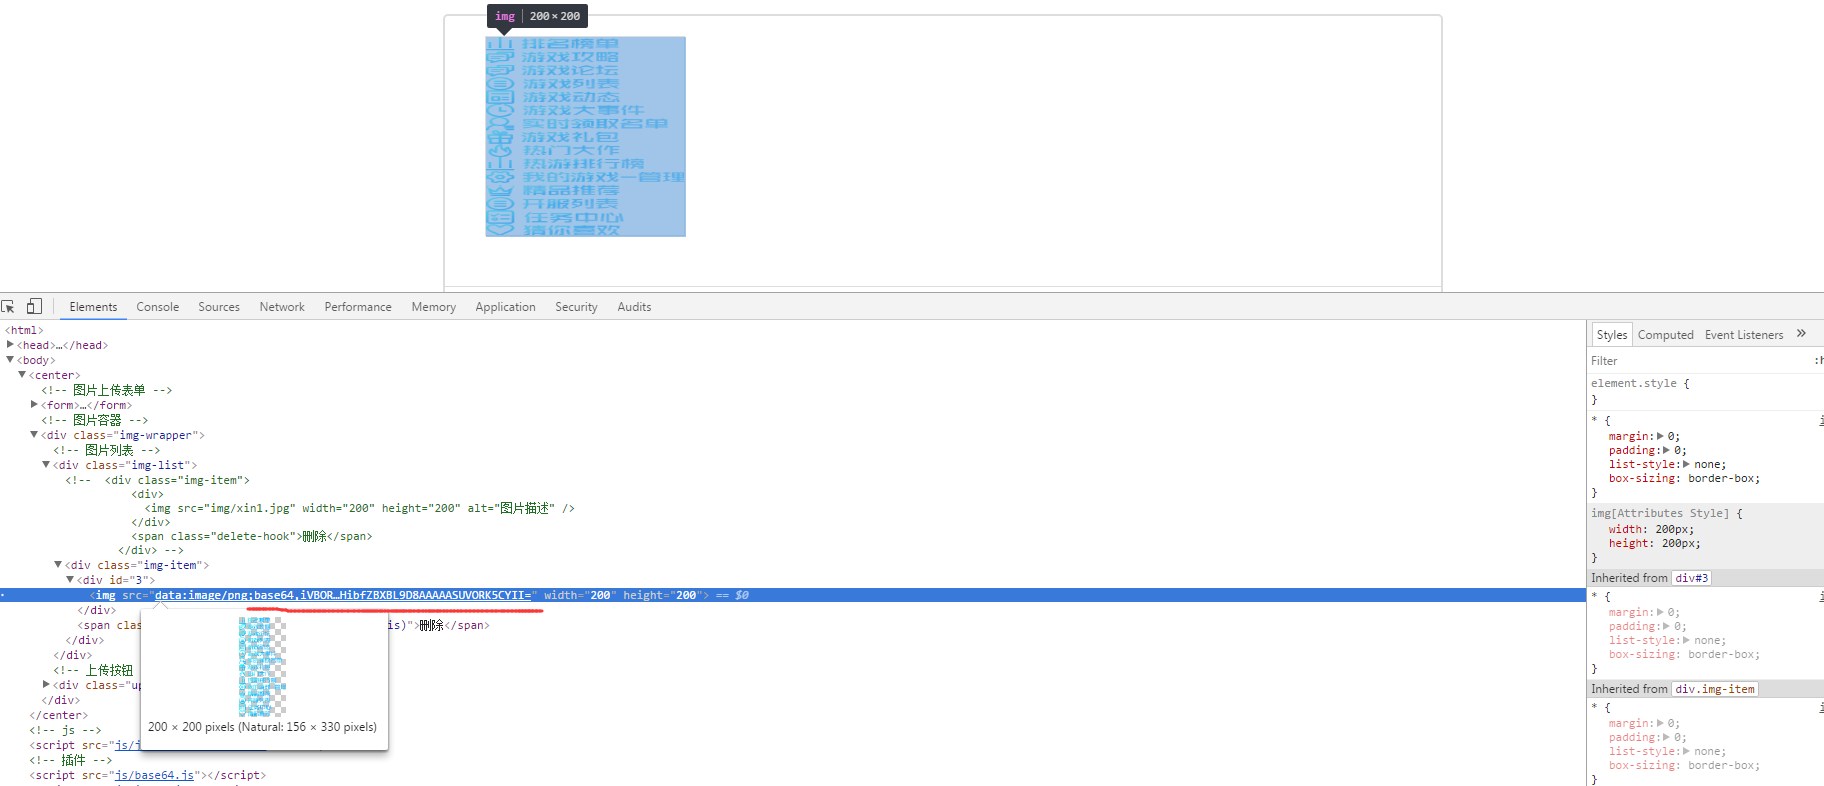 img 200 × 200
排名榜单
游戏攻略
游戏论坛
游戏列表
游戏动态
游戏大事件
实时领取名单
游戏礼包
热门大作
热游排行榜
我的游戏—管理
精品推荐
开服列表
任务中心
猜你喜欢
Elements Console Sources Network Performance Memory Application Security Audits
<html>
<head>…</head>
<body>
<center>
<!-- 图片上传表单 -->
<form>…</form>
<!-- 图片容器 -->
<div class="img-wrapper">
<!-- 图片列表 -->
<div class="img-list">
<!-- <div class="img-item">
<div>
<img src="img/xin1.jpg" width="200" height="200" alt="图片描述" />
</div>
<span class="delete-hook">删除</span>
</div> -->
<div class="img-item">
<div id="3">
<img src="data:image/png;base64,iVBOR…HibfZBXBL9D8AAAAASUVORK5CYII=" width="200" height="200"> == $0
</div>
<span clas is)">删除</span>
</div>
</div>
<!-- 上传按钮
<div class="up
</div>
</center>
<!-- js -->
<script src="js/j
<!-- 插件 -->
<script src="js/base64.js"></script>
200 × 200 pixels (Natural: 156 × 330 pixels)
Styles Computed Event Listeners »
Filter :h
element.style {
}
* {
margin: 0;
padding: 0;
list-style: none;
box-sizing: border-box;
}
img[Attributes Style] {
width: 200px;
height: 200px;
}
Inherited from div#3
* {
margin: 0;
padding: 0;
list-style: none;
box-sizing: border-box;
}
Inherited from div.img-item
* {
margin: 0;
padding: 0;
list-style: none;
box-sizing: border-box;
}